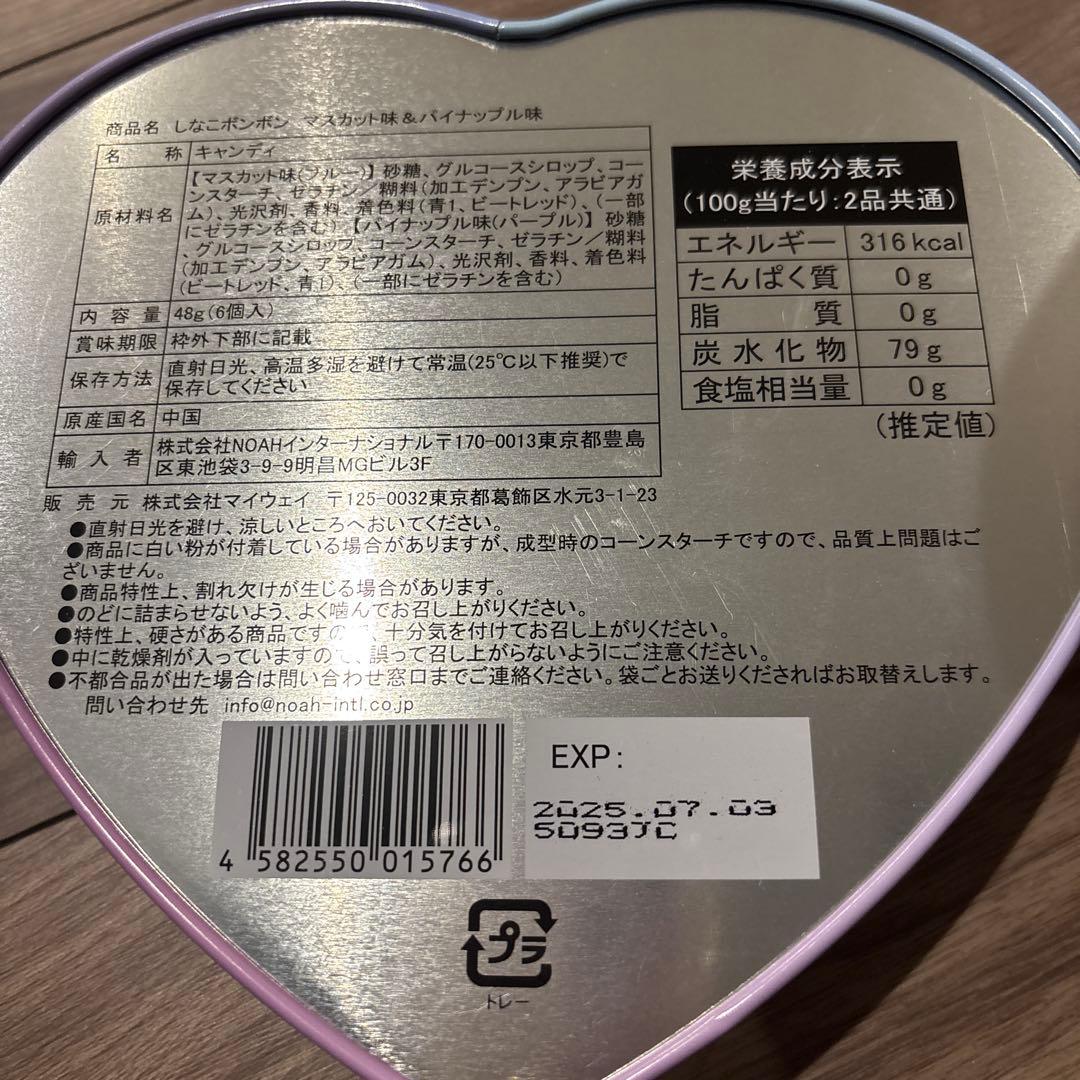 商品名 しなこボンボン マスカット味&パイナップル味
名 称 キャンディ
原材料名
【マスカット味(ブルー)】砂糖、グルコースシロップ、コー
ンスターチ、ゼラチン/糊料(加工デンプン、アラビアガ
ム)、光沢剤、香料、着色料(青1、ビートレッド)、(一部
にゼラチンを含む)【パイナップル味(パープル)】砂糖
、グルコースシロップ、コーンスターチ、ゼラチン/糊料
(加工デンプン、アラビアガム)、光沢剤、香料、着色料
(ビートレッド、青1)、(一部にゼラチンを含む)
内容量 48g(6個入)
賞味期限 枠外下部に記載
保存方法 直射日光、高温多湿を避けて常温(25℃以下推奨)で
保存してください
原産国名 中国
輸入者 株式会社NOAHインターナショナル〒170-0013東京都豊島
区東池袋3-9-9明昌MGビル3F
販売元 株式会社マイウェイ 〒125-0032東京都葛飾区水元3-1-23
●直射日光を避け、涼しいところへおいてください。
●商品に白い粉が付着している場合がありますが、成型時のコーンスターチですので、品質上問題はご
ざいません。
●商品特性上、割れ欠けが生じる場合があります。
●のどに詰まらせないよう、よく噛んでお召し上がりください。
●特性上、硬さがある商品ですので、十分気を付けてお召し上がりください。
●中に乾燥剤が入っていますので、誤って召し上がらないようにご注意ください。
●不都合品が出た場合は問い合わせ窓口までご連絡ください。袋ごとお送りくださればお取替えします。
問い合わせ先 info@noah-intl.co.jp
栄養成分表示
(100g当たり:2品共通)
エネルギー 316kcal
たんぱく質 0g
脂質 0g
炭水化物 79g
食塩相当量 0g
(推定値)
4 582550 015766
EXP:
2025.07.03
5093JC
プラ
トレー